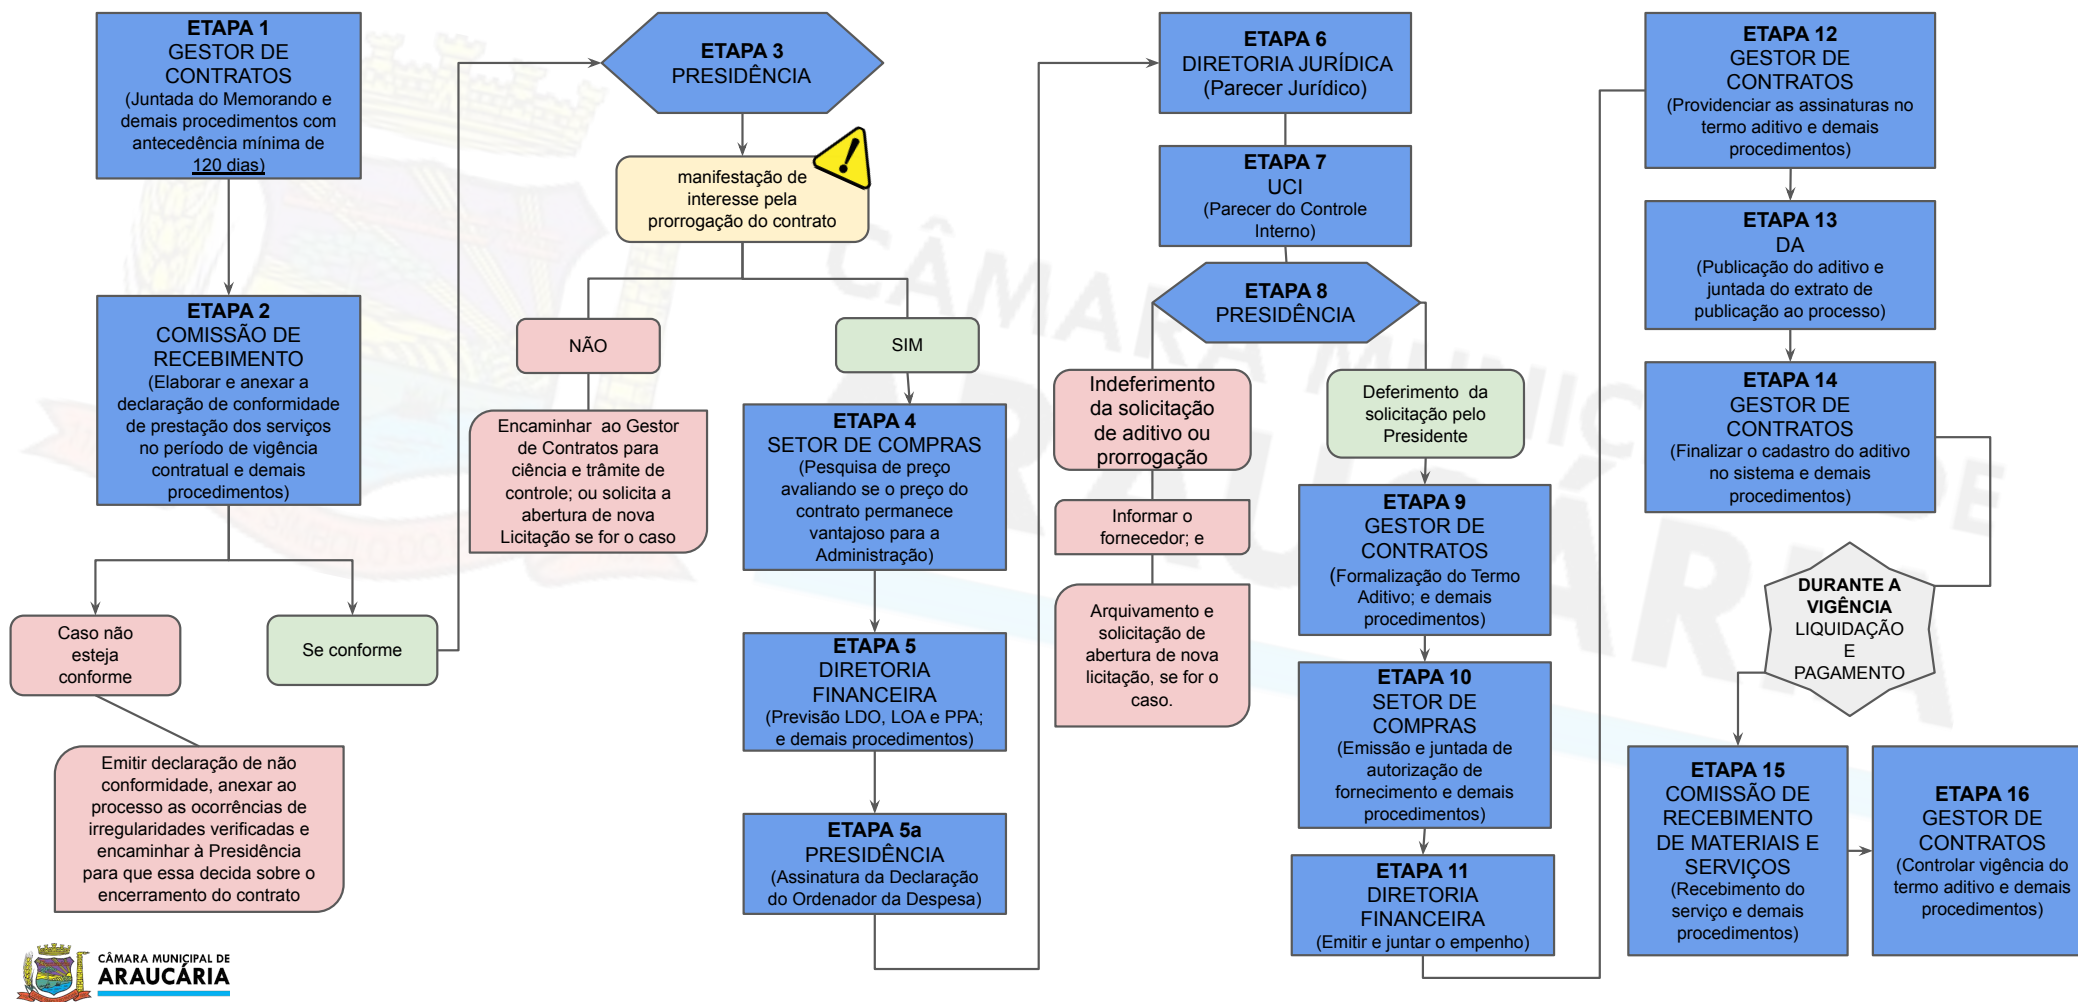 ETAPA 1
GESTOR DE
CONTRATOS
(Juntada do Memorando e
demais procedimentos com
antecedência mínima de
120 dias)
ETAPA 2
COMISSÃO DE
RECEBIMENTO
(Elaborar e anexar a
declaração de conformidade
de prestação dos serviços
no período de vigência
contratual e demais
procedimentos)
Caso não
esteja
conforme
Se conforme
Emitir declaração de não
conformidade, anexar ao
processo as ocorrências de
irregularidades verificadas e
encaminhar à Presidência
para que essa decida sobre o
encerramento do contrato
ETAPA 3
PRESIDÊNCIA
manifestação de
interesse pela
prorrogação do contrato
NÃO
SIM
Encaminhar ao Gestor
de Contratos para
ciência e trâmite de
controle; ou solicita a
abertura de nova
Licitação se for o caso
ETAPA 4
SETOR DE COMPRAS
(Pesquisa de preço
avaliando se o preço do
contrato permanece
vantajoso para a
Administração)
ETAPA 5
DIRETORIA
FINANCEIRA
(Previsão LDO, LOA e PPA;
e demais procedimentos)
ETAPA 5a
PRESIDÊNCIA
(Assinatura da Declaração
do Ordenador da Despesa)
ETAPA 6
DIRETORIA JURÍDICA
(Parecer Jurídico)
ETAPA 7
UCI
(Parecer do Controle
Interno)
ETAPA 8
PRESIDÊNCIA
Indeferimento
da solicitação
de aditivo ou
prorrogação
Informar o
fornecedor; e
Arquivamento e
solicitação de
abertura de nova
licitação, se for o
caso.
Deferimento da
solicitação pelo
Presidente
ETAPA 9
GESTOR DE
CONTRATOS
(Formalização do Termo
Aditivo; e demais
procedimentos)
ETAPA 10
SETOR DE
COMPRAS
(Emissão e juntada de
autorização de
fornecimento e demais
procedimentos)
ETAPA 11
DIRETORIA
FINANCEIRA
(Emitir e juntar o empenho)
ETAPA 12
GESTOR DE
CONTRATOS
(Providenciar as assinaturas no
termo aditivo e demais
procedimentos)
ETAPA 13
DA
(Publicação do aditivo e
juntada do extrato de
publicação ao processo)
ETAPA 14
GESTOR DE
CONTRATOS
(Finalizar o cadastro do aditivo
no sistema e demais
procedimentos)
DURANTE A
VIGÊNCIA
LIQUIDAÇÃO
E
PAGAMENTO
ETAPA 15
COMISSÃO DE
RECEBIMENTO
DE MATERIAIS E
SERVIÇOS
(Recebimento do
serviço e demais
procedimentos)
ETAPA 16
GESTOR DE
CONTRATOS
(Controlar vigência do
termo aditivo e demais
procedimentos)
CÂMARA MUNICIPAL DE
ARAUCÁRIA